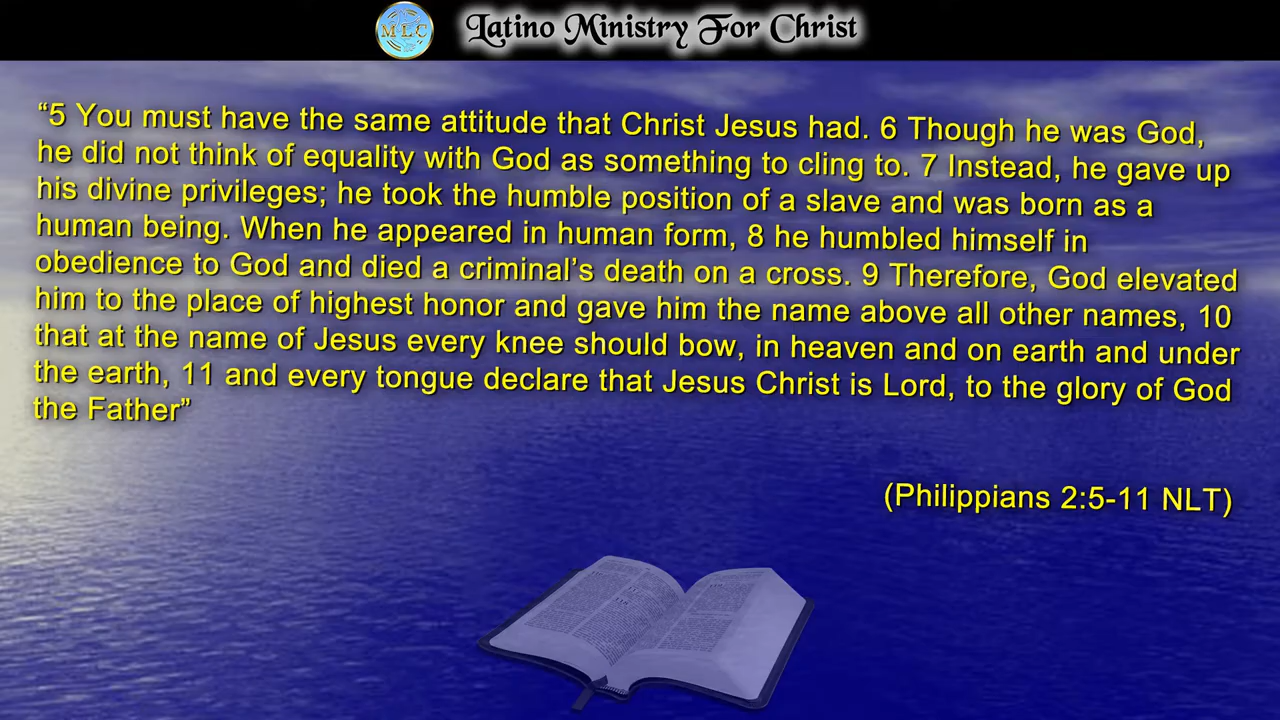 MLC
Latino Ministry For Christ
“5 You must have the same attitude that Christ Jesus had. 6 Though he was God,
he did not think of equality with God as something to cling to. 7 Instead, he gave up
his divine privileges; he took the humble position of a slave and was born as a
human being. When he appeared in human form, 8 he humbled himself in
obedience to God and died a criminal’s death on a cross. 9 Therefore, God elevated
him to the place of highest honor and gave him the name above all other names, 10
that at the name of Jesus every knee should bow, in heaven and on earth and under
the earth, 11 and every tongue declare that Jesus Christ is Lord, to the glory of God
the Father”
(Philippians 2:5-11 NLT)